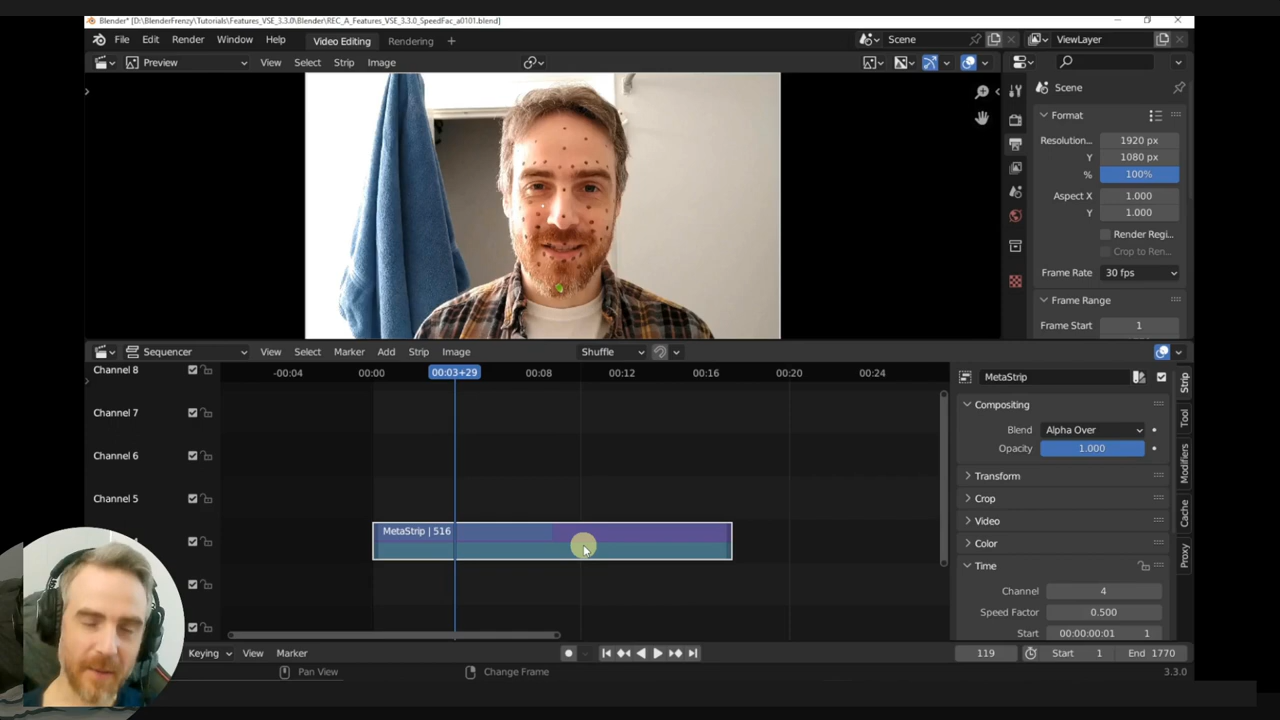 Blender* [D:\BlenderFrenzy\Tutorials\Features_VSE_3.3.0\Blender\REC_A_Features_VSE_3.3.0_SpeedFac_a0101.blend]
File Edit Render Window Help Video Editing Rendering + Scene ViewLayer
Preview View Select Strip Image
Scene
Format
Resolution... 1920 px
Y 1080 px
% 100%
Aspect X 1.000
Y 1.000
Render Regi...
Crop to Ren...
Frame Rate 30 fps
Frame Range
Frame Start 1
Sequencer View Select Marker Add Strip Image Shuffle
Channel 8 -00:04 00:00 00:03+29 00:08 00:12 00:16 00:20 00:24
Channel 7
Channel 6
Channel 5
MetaStrip | 516
4
MetaStrip
Compositing
Blend Alpha Over
Opacity 1.000
Transform
Crop
Video
Color
Time
Channel 4
Speed Factor 0.500
Start 00:00:00:01 1
Strip
Tool
Modifiers
Cache
Proxy
Keying View Marker 119 Start 1 End 1770
Pan View Change Frame 3.3.0